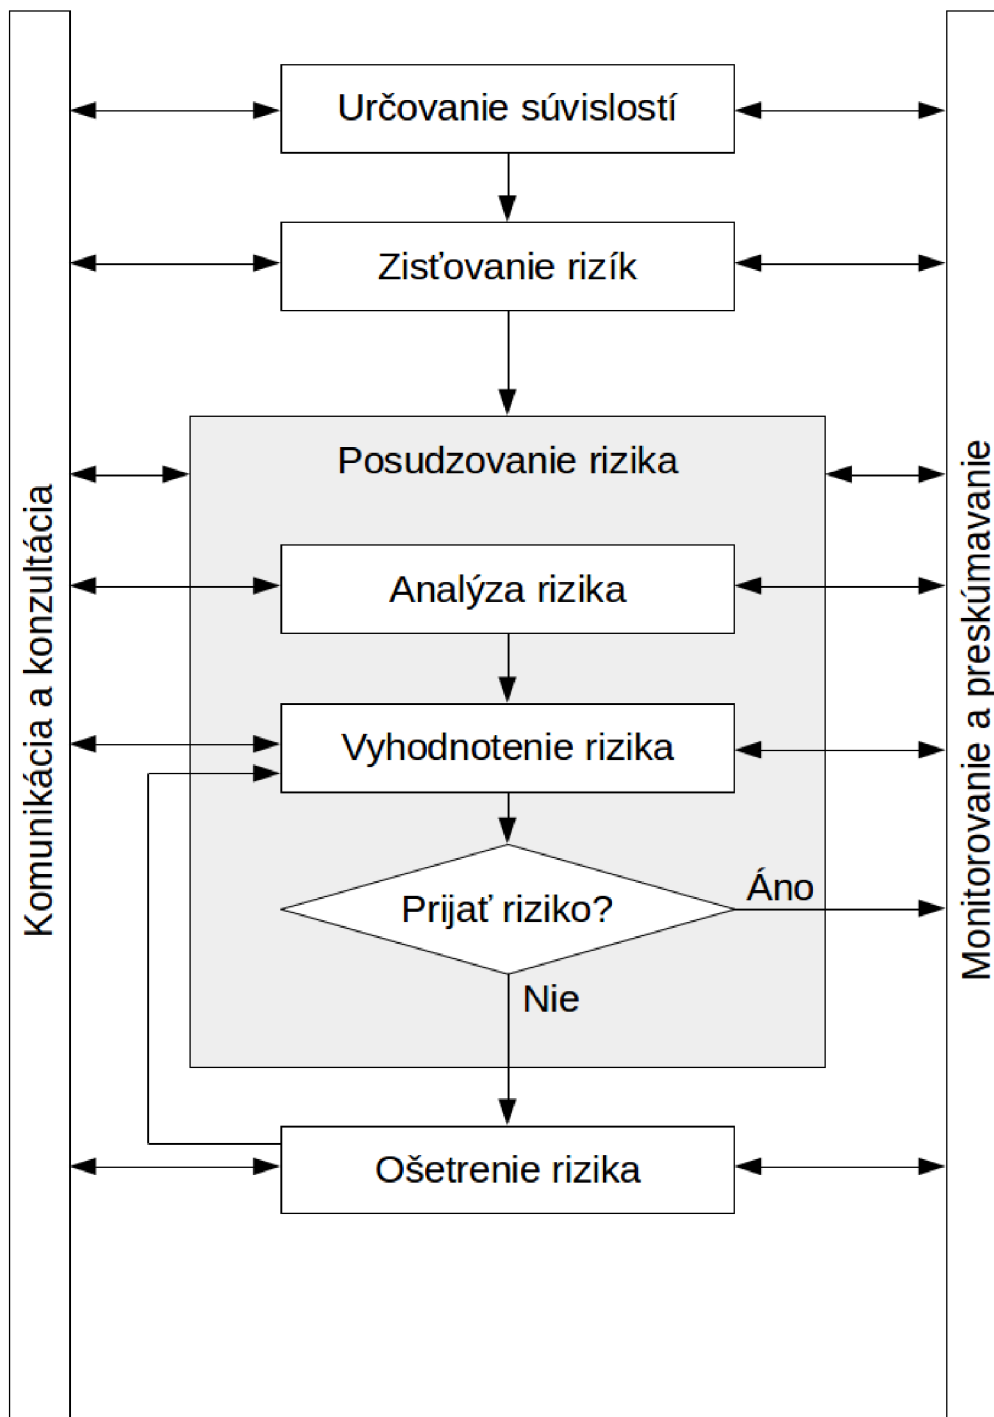 Určovanie súvislostí
Zisťovanie rizík
Posudzovanie rizika
Analýza rizika
Vyhodnotenie rizika
Prijať riziko?
Áno
Nie
Ošetrenie rizika
Komunikácia a konzultácia
Monitorovanie a preskúmavanie